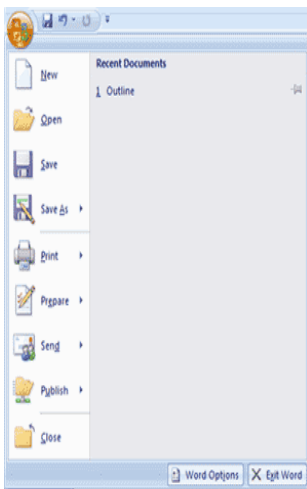 New
Open
Save
Save As
Print
Prepare
Send
Publish
Close
Recent Documents
1 Outline
Word Options
Exit Word